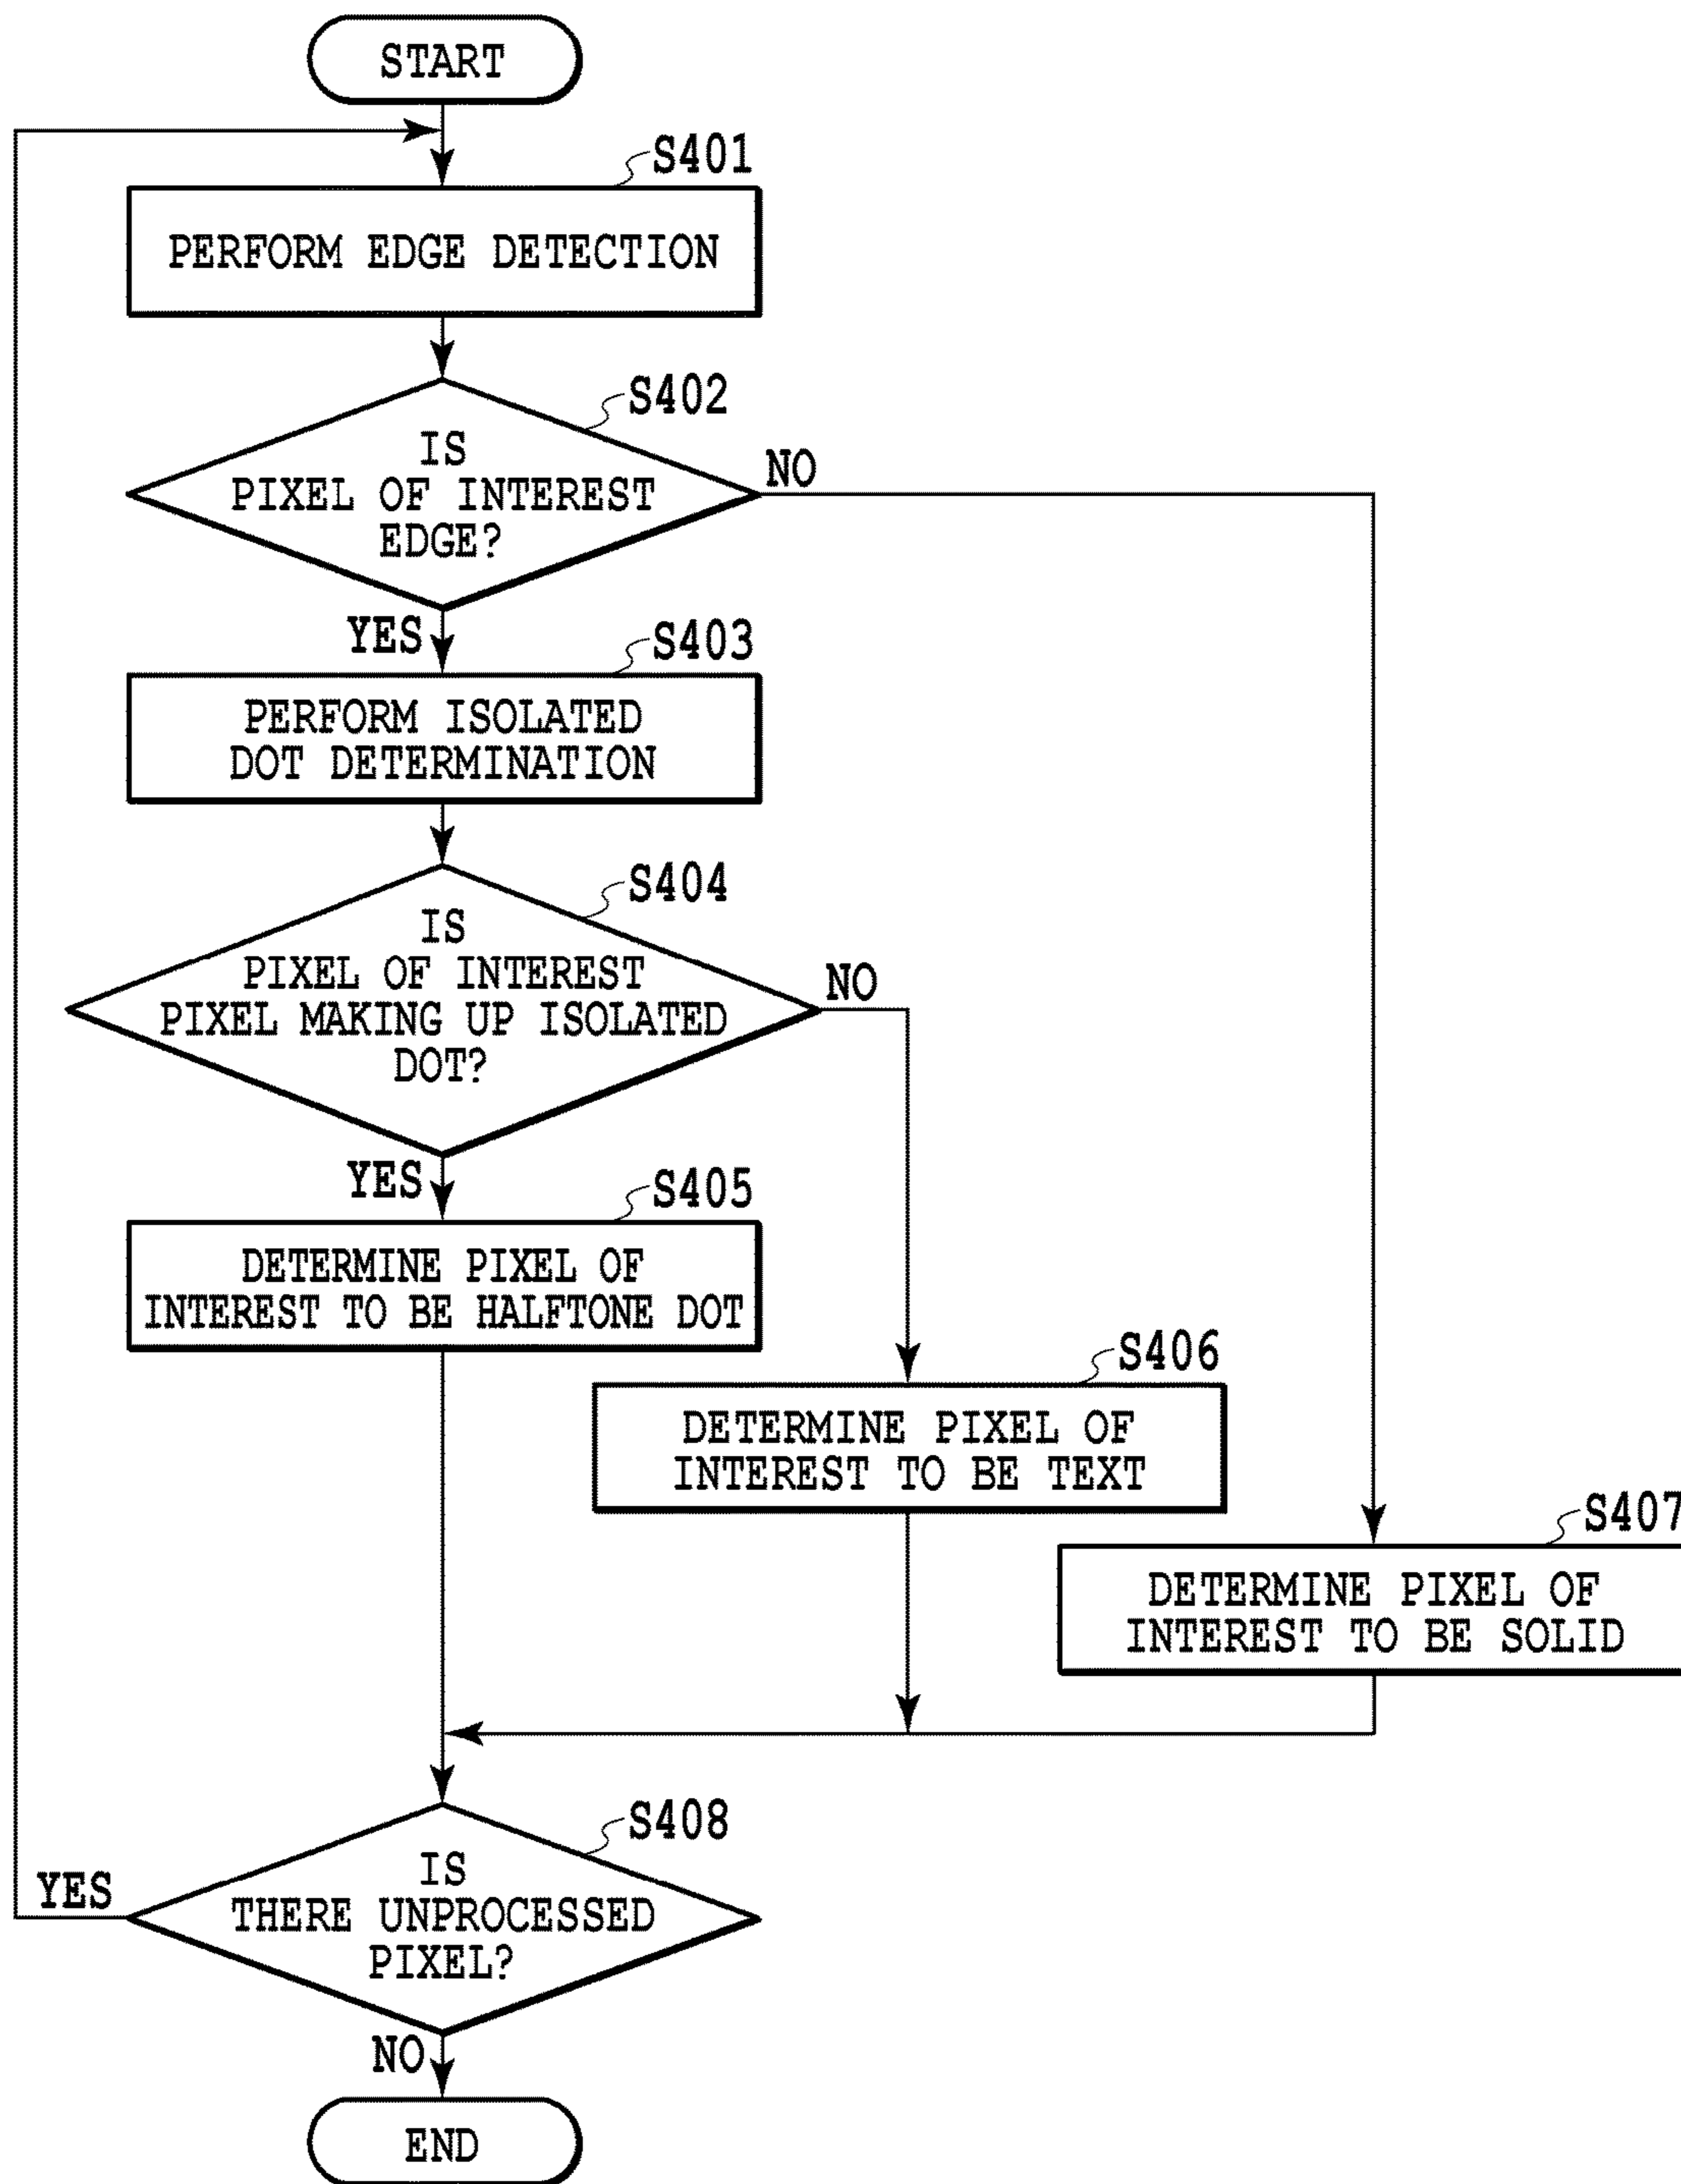 START
S401
PERFORM EDGE DETECTION
S402
IS
PIXEL OF INTEREST
EDGE?
NO
YES
S403
PERFORM ISOLATED
DOT DETERMINATION
S404
IS
PIXEL OF INTEREST
PIXEL MAKING UP ISOLATED
DOT?
NO
YES
S405
DETERMINE PIXEL OF
INTEREST TO BE HALFTONE DOT
S406
DETERMINE PIXEL OF
INTEREST TO BE TEXT
S407
DETERMINE PIXEL OF
INTEREST TO BE SOLID
S408
IS
THERE UNPROCESSED
PIXEL?
YES
NO
END